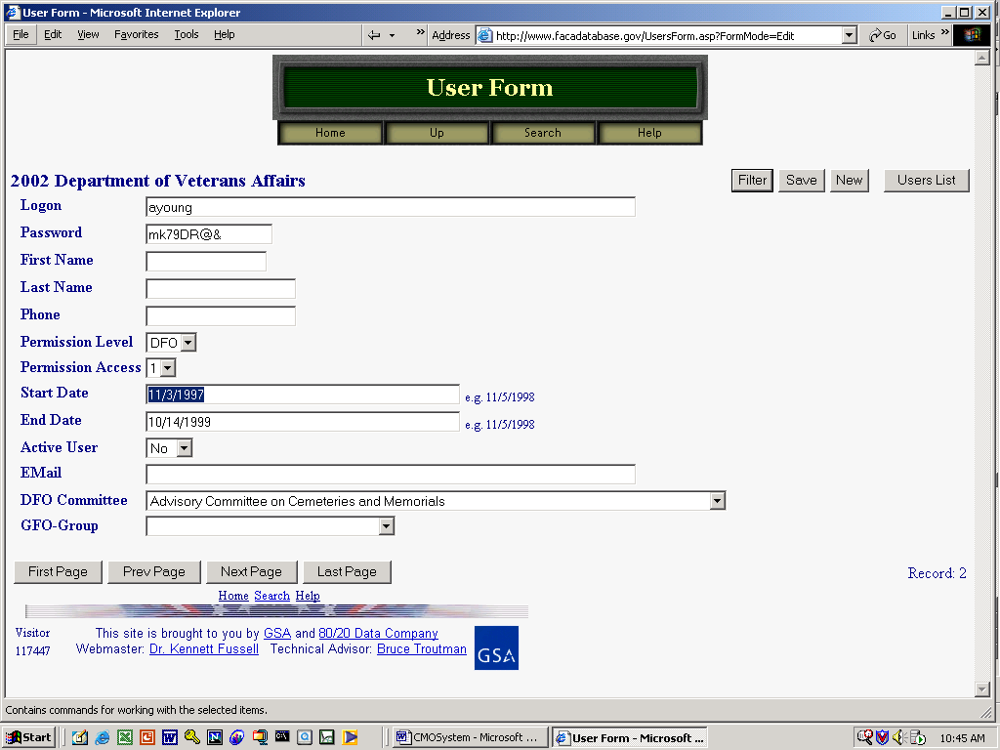 User Form - Microsoft Internet Explorer
File Edit View Favorites Tools Help » Address http://www.facadatabase.gov/UsersForm.asp?FormMode=Edit Go Links »
User Form
Home Up Search Help
2002 Department of Veterans Affairs Filter Save New Users List
Logon ayoung
Password mk79DR@&
First Name
Last Name
Phone
Permission Level DFO
Permission Access 1
Start Date 11/3/1997 e.g. 11/5/1998
End Date 10/14/1999 e.g. 11/5/1998
Active User No
EMail
DFO Committee Advisory Committee on Cemeteries and Memorials
GFO-Group
First Page Prev Page Next Page Last Page Record: 2
Home Search Help
Visitor This site is brought to you by GSA and 80/20 Data Company
117447 Webmaster: Dr. Kennett Fussell Technical Advisor: Bruce Troutman
GSA
Contains commands for working with the selected items.
Start CMOSystem - Microsoft ... User Form - Microsoft ... 10:45 AM